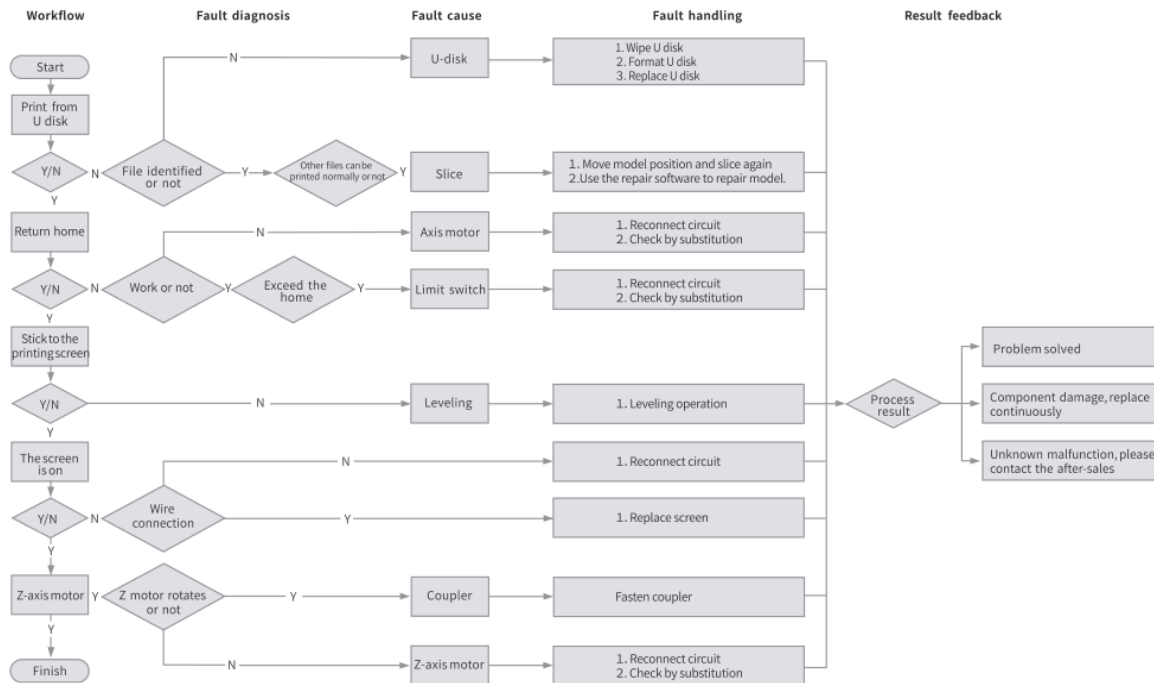 Workflow
Fault diagnosis
Fault cause
Fault handling
Result feedback
Start
N
U-disk
1. Wipe U disk
2. Format U disk
3. Replace U disk
Print from
U disk
Y/N
N
File identified
or not
Y
Other files can be
printed normally or not
Y
Slice
1. Move model position and slice again
2.Use the repair software to repair model.
Y
Return home
N
Axis motor
1. Reconnect circuit
2. Check by substitution
Y/N
N
Work or not
Y
Exceed the
home
Y
Limit switch
1. Reconnect circuit
2. Check by substitution
Y
Stick to the
printing screen
Y/N
N
Leveling
1. Leveling operation
Process
result
Problem solved
Component damage, replace
continuously
Unknown malfunction, please
contact the after-sales
Y
The screen
is on
N
1. Reconnect circuit
Y/N
N
Wire
connection
Y
1. Replace screen
Y
Z-axis motor
Y
Z motor rotates
or not
Y
Coupler
Fasten coupler
Y
Finish
N
Z-axis motor
1. Reconnect circuit
2. Check by substitution